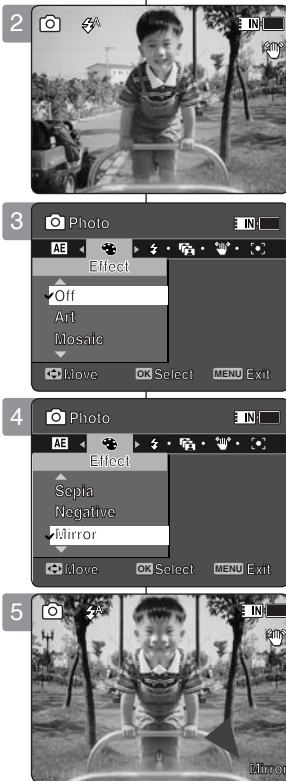 2
A
IN
3
Photo
IN
AE
Effect
Off
Art
Mosaic
Move OK Select MENU Exit
4
Photo
IN
AE
Effect
Sepia
Negative
Mirror
Move OK Select MENU Exit
5
A
IN
Mirror